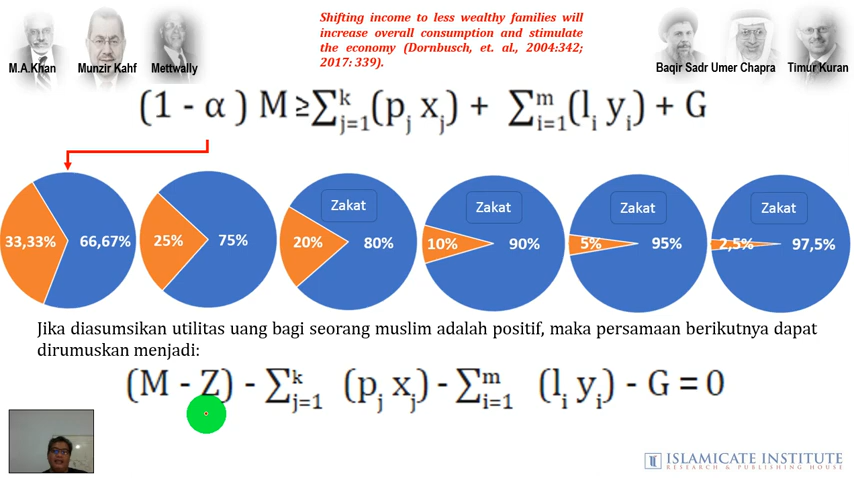 Shifting income to less wealthy families will
increase overall consumption and stimulate
the economy (Dornbusch, et. al., 2004:342;
2017: 339).
M.A.Khan Munzir Kahf Mettwally
Baqir Sadr Umer Chapra Timur Kuran
(1 - α ) M ≥ ∑ᵏⱼ₌₁(pⱼ xⱼ) + ∑ᵐᵢ₌₁(lᵢ yᵢ) + G
Zakat Zakat Zakat Zakat
33,33% 66,67% 25% 75% 20% 80% 10% 90% 5% 95% 2,5% 97,5%
Jika diasumsikan utilitas uang bagi seorang muslim adalah positif, maka persamaan berikutnya dapat
dirumuskan menjadi:
(M - Z) - ∑ᵏⱼ₌₁ (pⱼ xⱼ) - ∑ᵐᵢ₌₁ (lᵢ yᵢ) - G = 0
ISLAMICATE INSTITUTE
RESEARCH & PUBLISHING HOUSE